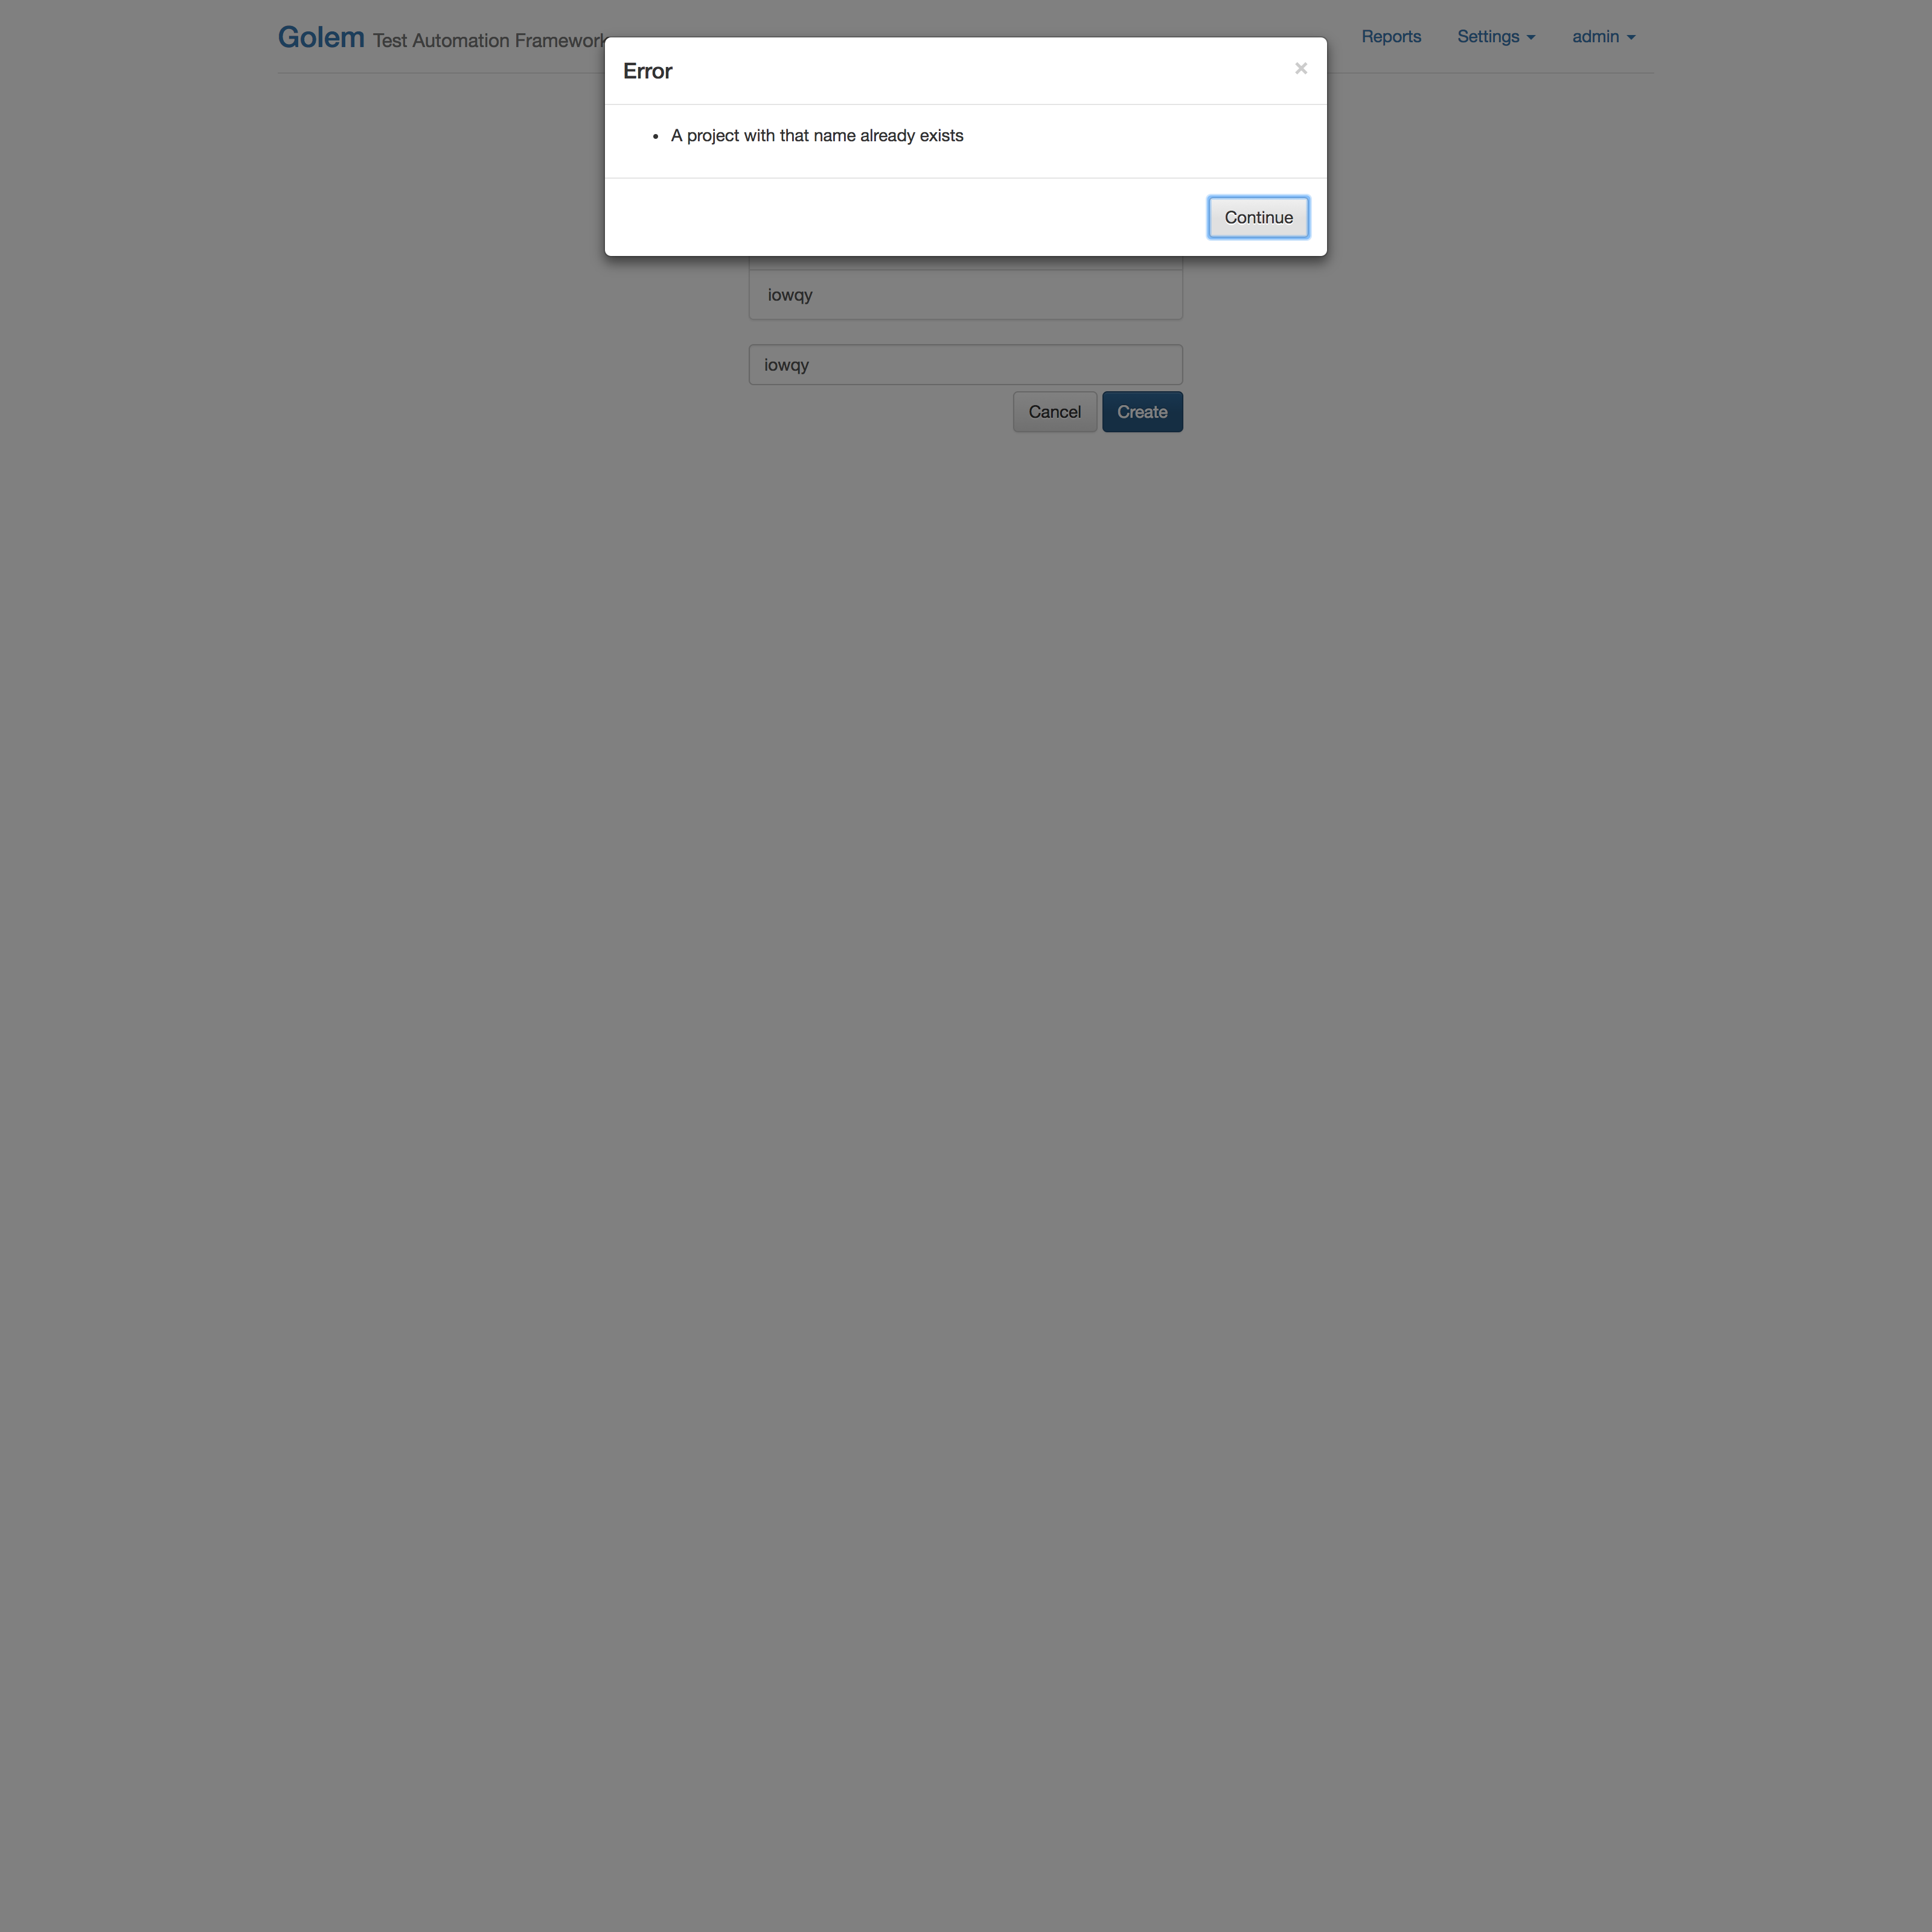 Golem Test Automation Framework
Reports
Settings
admin
Error
×
A project with that name already exists
Continue
iowqy
iowqy
Cancel
Create